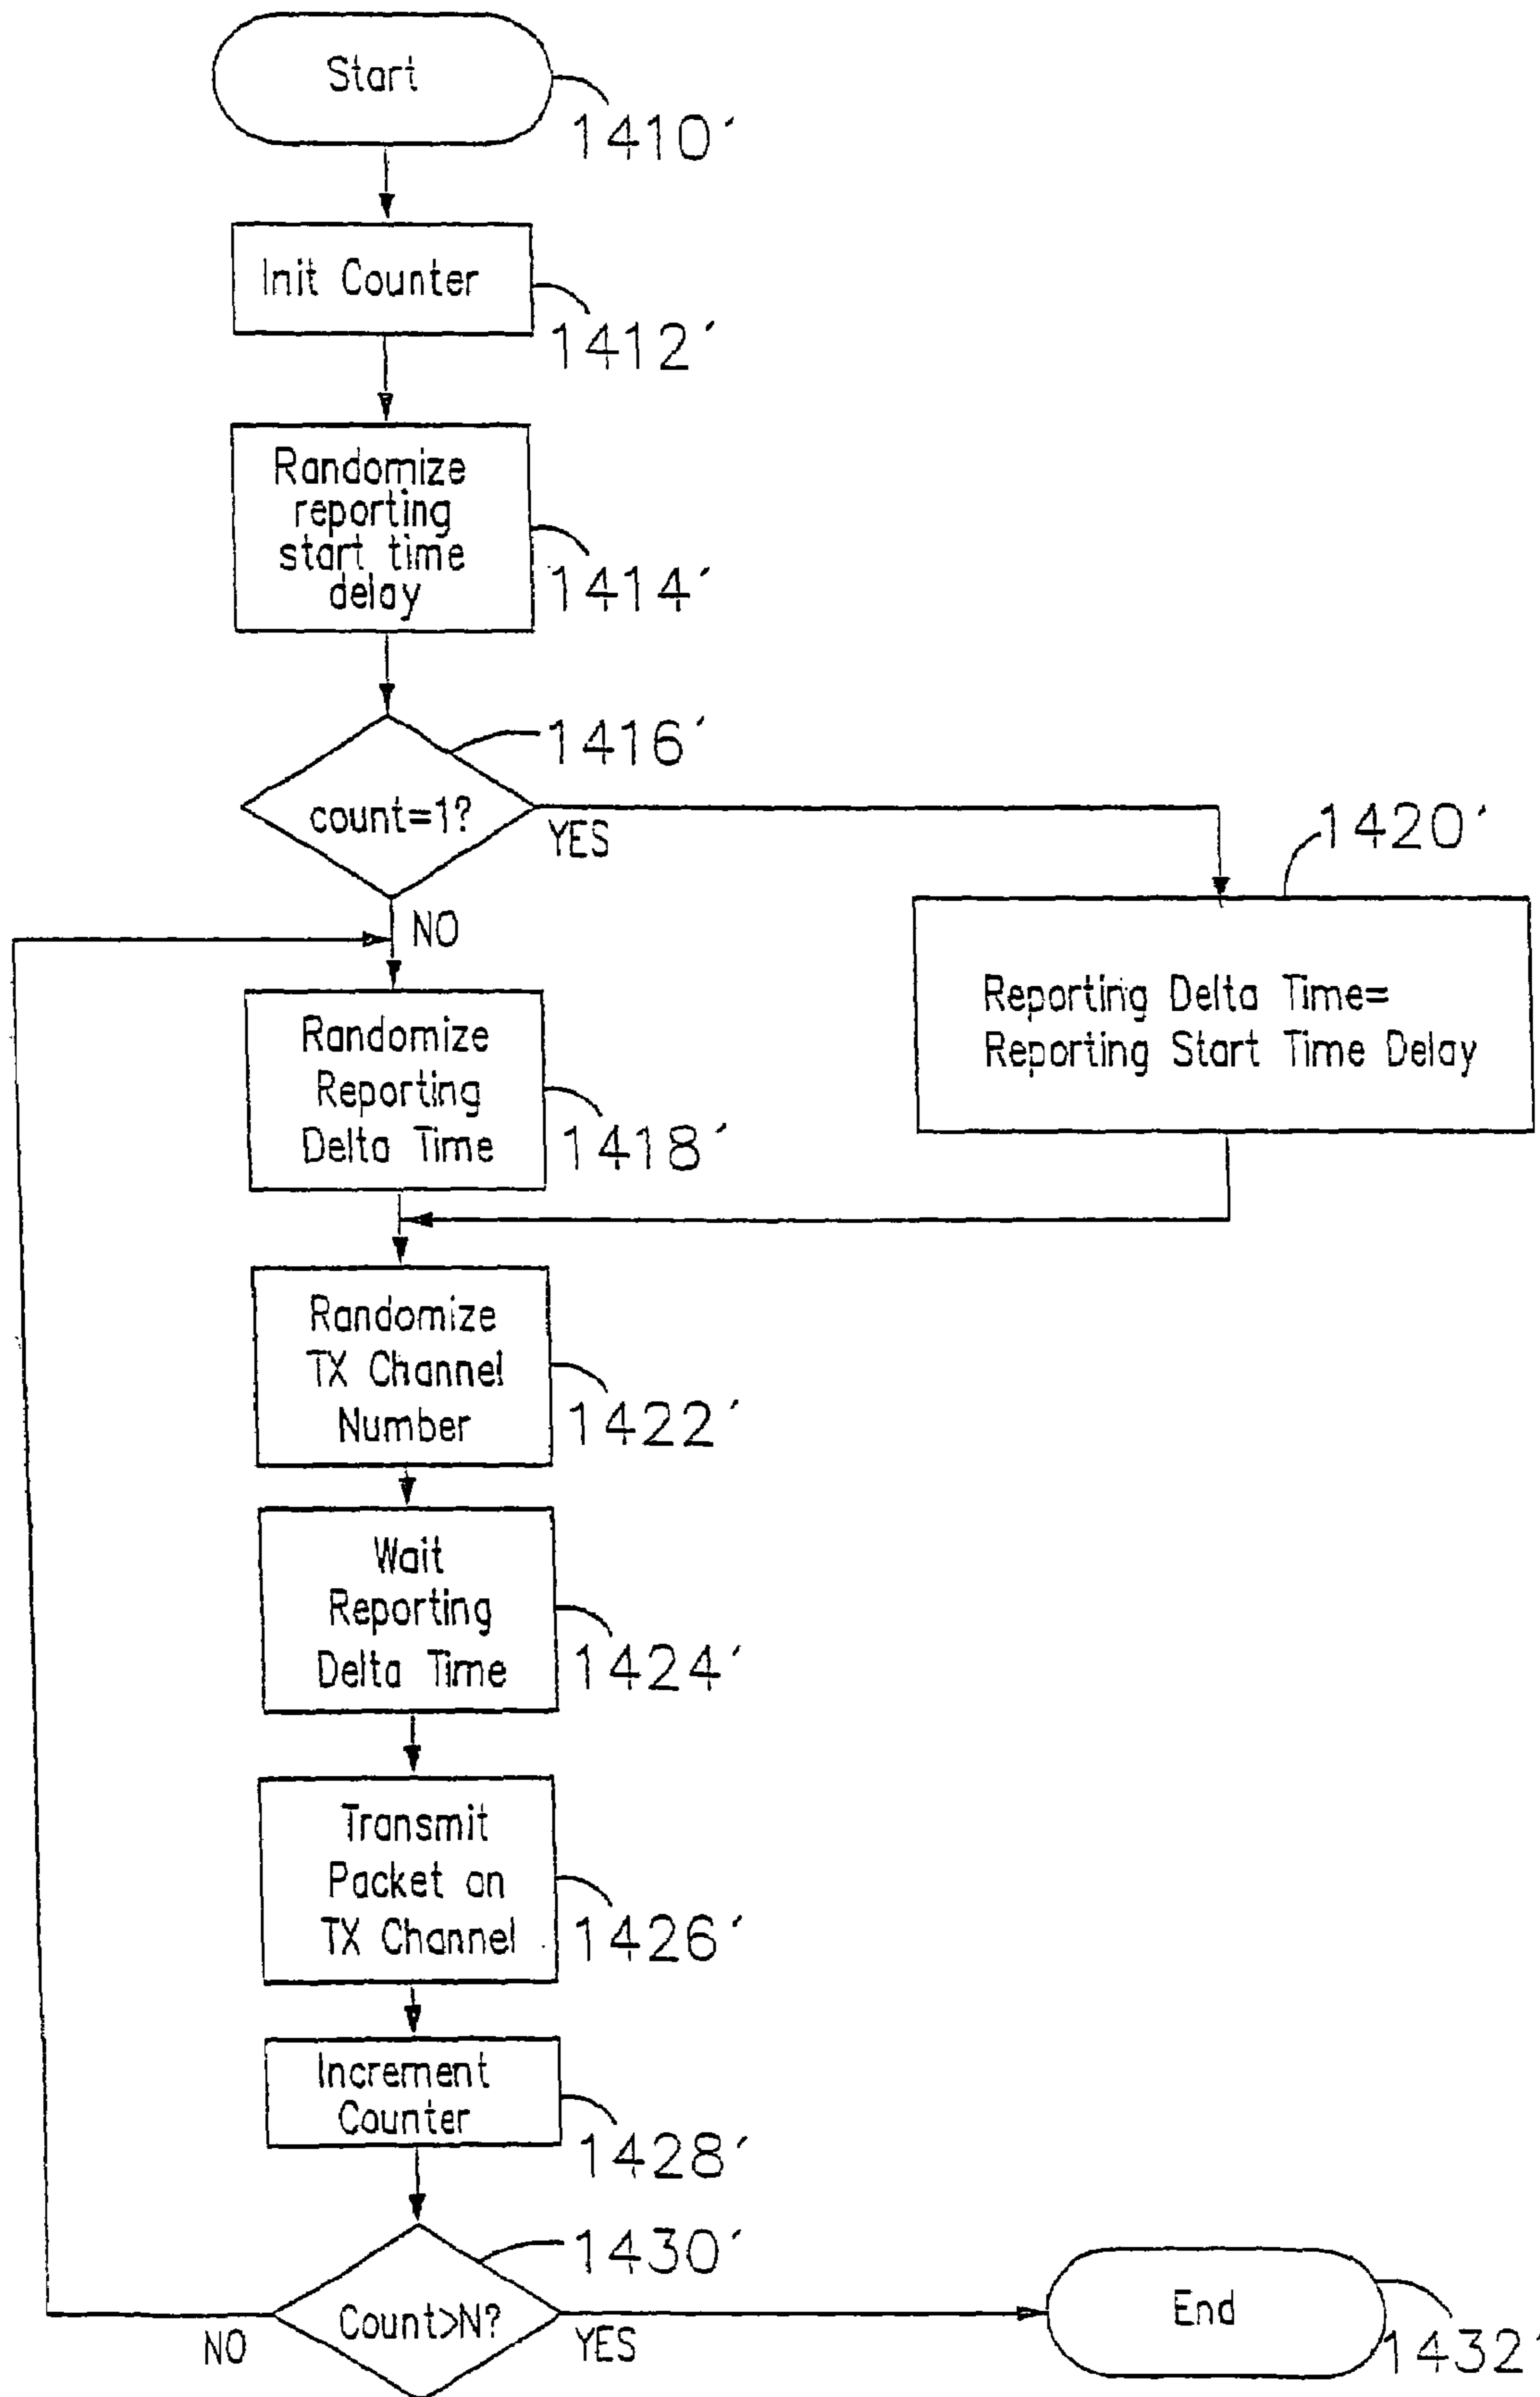 Start
1410′
Init Counter
1412′
Randomize
reporting
start time
delay
1414′
1416′
count=1?
YES
NO
1420′
Reporting Delta Time=
Reporting Start Time Delay
Randomize
Reporting
Delta Time
1418′
Randomize
TX Channel
Number
1422′
Wait
Reporting
Delta Time
1424′
Transmit
Packet on
TX Channel
1426′
Increment
Counter
1428′
1430′
Count>N?
NO
YES
End
1432′